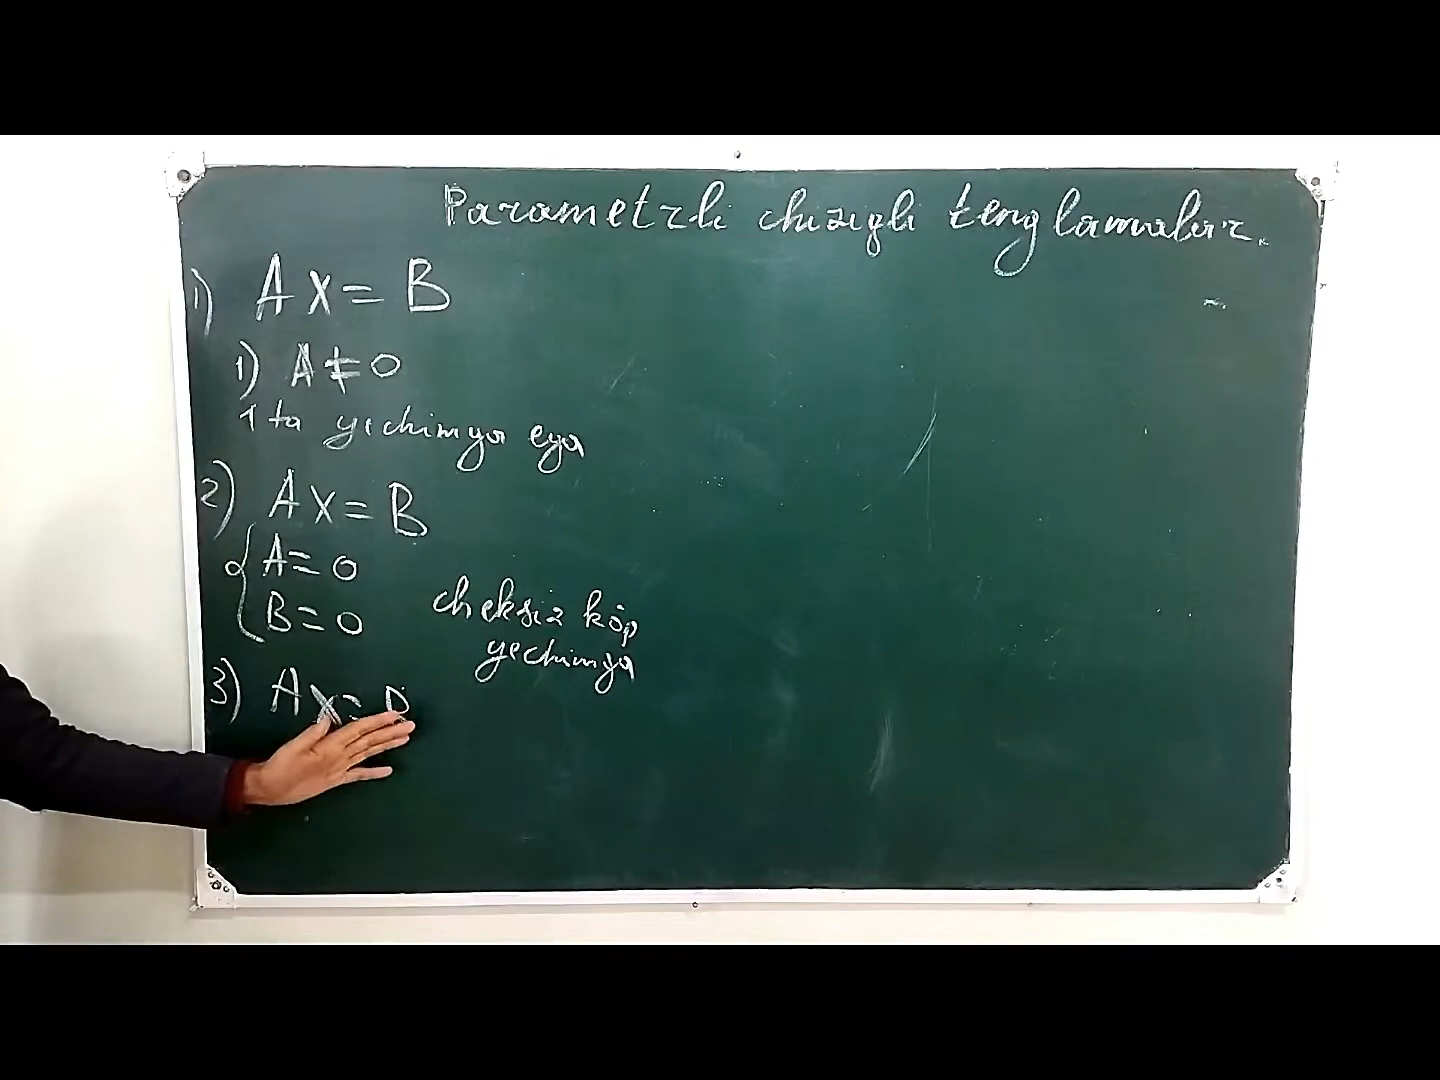 Parametrli chiziqli tenglamalar.
1) Ax = B
1) A ≠ 0
1 ta yechimga ega
2) Ax = B
{ A = 0
B = 0
cheksiz ko'p
yechimga
3) Ax =